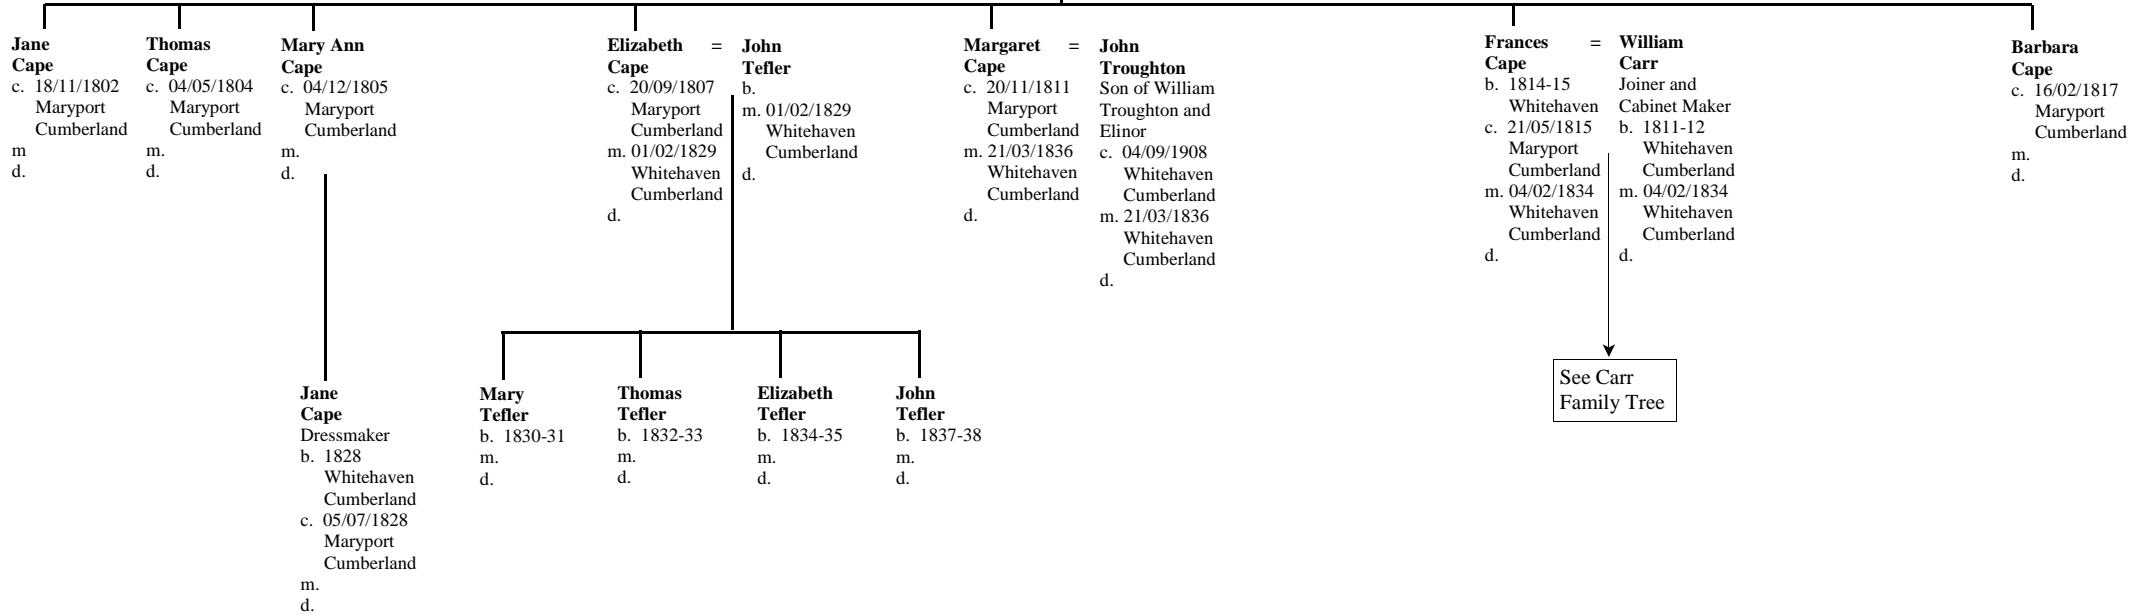 Jane
Cape
c. 18/11/1802
Maryport
Cumberland
m
d.
Thomas
Cape
c. 04/05/1804
Maryport
Cumberland
m.
d.
Mary Ann
Cape
c. 04/12/1805
Maryport
Cumberland
m.
d.
Elizabeth =
Cape
c. 20/09/1807
Maryport
Cumberland
m. 01/02/1829
Whitehaven
Cumberland
d.
John
Tefler
b.
m. 01/02/1829
Whitehaven
Cumberland
d.
Margaret =
Cape
c. 20/11/1811
Maryport
Cumberland
m. 21/03/1836
Whitehaven
Cumberland
d.
John
Troughton
Son of William
Troughton and
Elinor
c. 04/09/1908
Whitehaven
Cumberland
m. 21/03/1836
Whitehaven
Cumberland
d.
Frances =
Cape
b. 1814-15
Whitehaven
c. 21/05/1815
Maryport
Cumberland
m. 04/02/1834
Whitehaven
Cumberland
d.
William
Carr
Joiner and
Cabinet Maker
b. 1811-12
Whitehaven
Cumberland
m. 04/02/1834
Whitehaven
Cumberland
d.
Barbara
Cape
c. 16/02/1817
Maryport
Cumberland
m.
d.
Jane
Cape
Dressmaker
b. 1828
Whitehaven
Cumberland
c. 05/07/1828
Maryport
Cumberland
m.
d.
Mary
Tefler
b. 1830-31
m.
d.
Thomas
Tefler
b. 1832-33
m.
d.
Elizabeth
Tefler
b. 1834-35
m.
d.
John
Tefler
b. 1837-38
m.
d.
See Carr
Family Tree